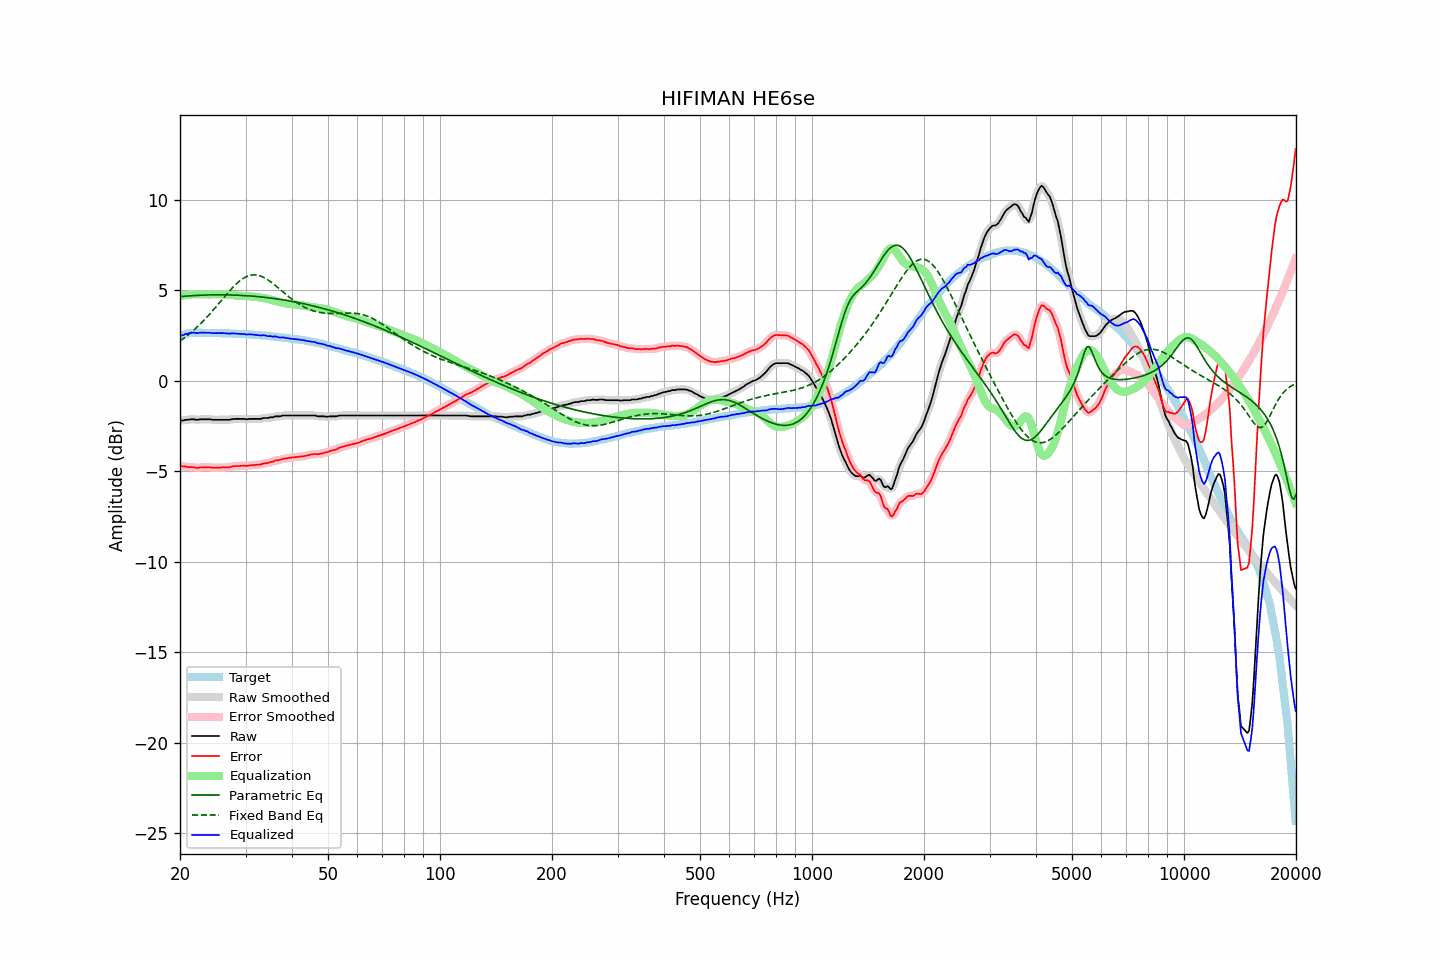 HIFIMAN HE6se
Amplitude (dBr)
10
5
0
−5
−10
−15
−20
−25
Target
Raw Smoothed
Error Smoothed
Raw
Error
Equalization
Parametric Eq
Fixed Band Eq
Equalized
20 50 100 200 500 1000 2000 5000 10000 20000
Frequency (Hz)